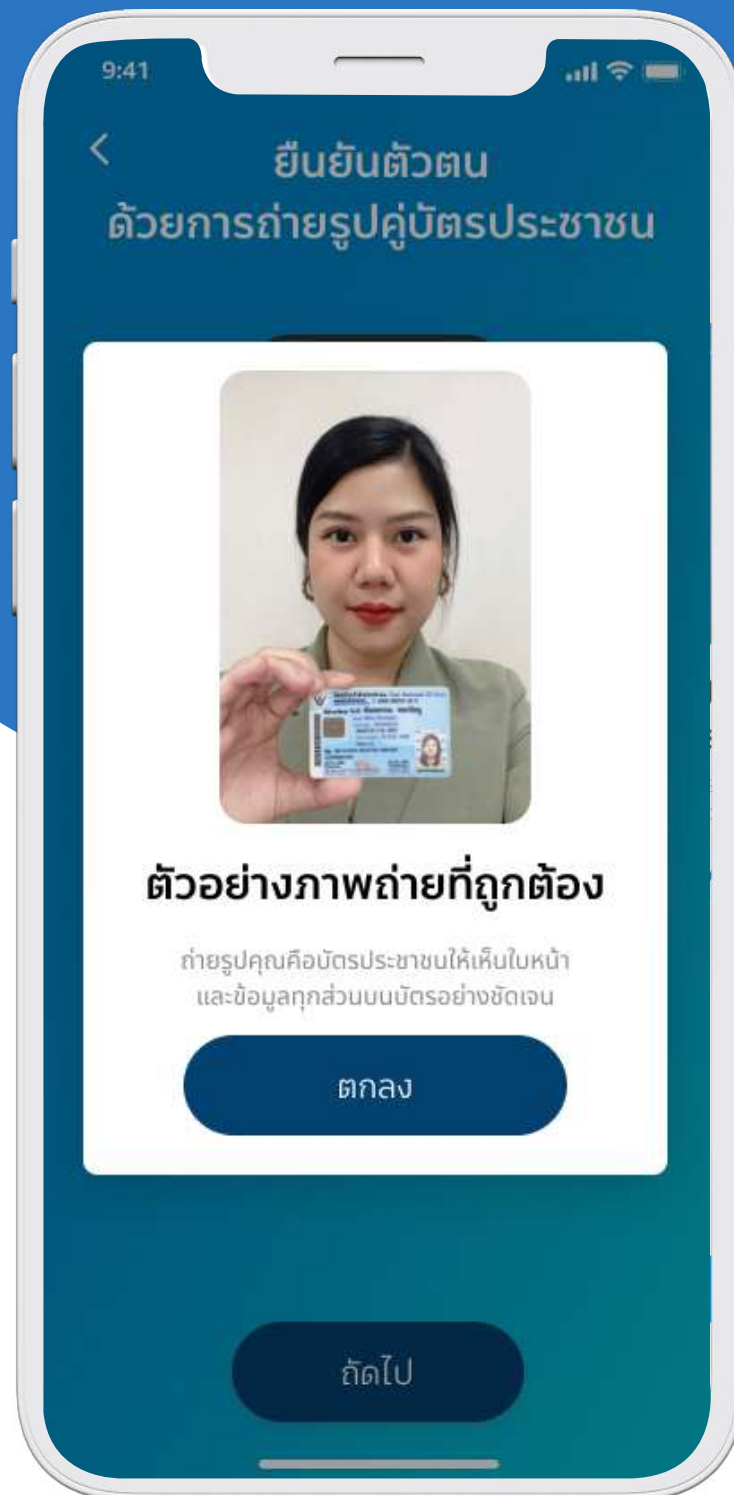 9:41
ยืนยันตัวตน
ด้วยการถ่ายรูปคู่บัตรประชาชน
ตัวอย่างภาพถ่ายที่ถูกต้อง
ถ่ายรูปคุณคือบัตรประชาชนให้เห็นใบหน้า
และข้อมูลทุกส่วนบนบัตรอย่างชัดเจน
ตกลง
ถัดไป